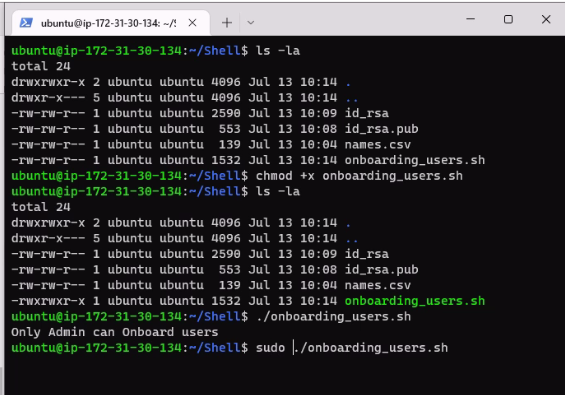 ubuntu@ip-172-31-30-134: ~/S
ubuntu@ip-172-31-30-134:~/Shell$ ls -la
total 24
drwxrwxr-x 2 ubuntu ubuntu 4096 Jul 13 10:14 .
drwxr-x--- 5 ubuntu ubuntu 4096 Jul 13 10:14 ..
-rw-rw-r-- 1 ubuntu ubuntu 2590 Jul 13 10:09 id_rsa
-rw-rw-r-- 1 ubuntu ubuntu  553 Jul 13 10:08 id_rsa.pub
-rw-rw-r-- 1 ubuntu ubuntu  139 Jul 13 10:04 names.csv
-rw-rw-r-- 1 ubuntu ubuntu 1532 Jul 13 10:14 onboarding_users.sh
ubuntu@ip-172-31-30-134:~/Shell$ chmod +x onboarding_users.sh
ubuntu@ip-172-31-30-134:~/Shell$ ls -la
total 24
drwxrwxr-x 2 ubuntu ubuntu 4096 Jul 13 10:14 .
drwxr-x--- 5 ubuntu ubuntu 4096 Jul 13 10:14 ..
-rw-rw-r-- 1 ubuntu ubuntu 2590 Jul 13 10:09 id_rsa
-rw-rw-r-- 1 ubuntu ubuntu  553 Jul 13 10:08 id_rsa.pub
-rw-rw-r-- 1 ubuntu ubuntu  139 Jul 13 10:04 names.csv
-rwxrwxr-x 1 ubuntu ubuntu 1532 Jul 13 10:14 onboarding_users.sh
ubuntu@ip-172-31-30-134:~/Shell$ ./onboarding_users.sh
Only Admin can Onboard users
ubuntu@ip-172-31-30-134:~/Shell$ sudo ./onboarding_users.sh